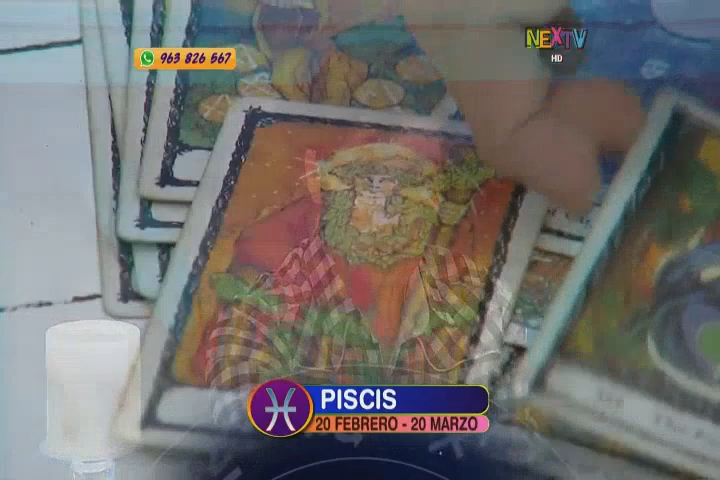 963 826 567
NEXTV
HD
PISCIS
20 FEBRERO - 20 MARZO